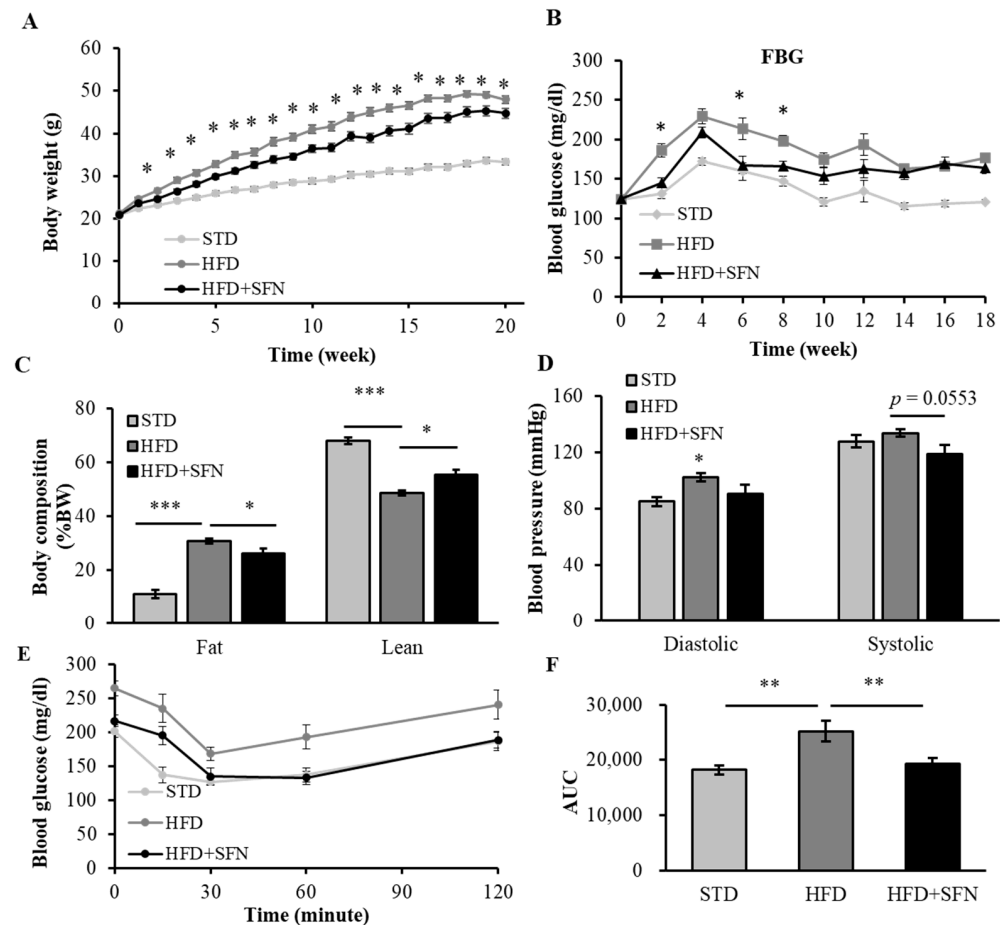 A
Body weight (g)
60
50
40
30
20
10
0
* * * * * * * * * * * * * * * * * * *
STD
HFD
HFD+SFN
0 5 10 15 20
Time (week)
B
FBG
Blood glucose (mg/dl)
300
250
200
150
100
50
0
* * *
STD
HFD
HFD+SFN
0 2 4 6 8 10 12 14 16 18
Time (week)
C
Body composition
(%BW)
80
60
40
20
0
STD
HFD
HFD+SFN
*** *
*** *
Fat Lean
D
Blood pressure (mmHg)
160
120
80
40
0
STD
HFD
HFD+SFN
*
p = 0.0553
Diastolic Systolic
E
Blood glucose (mg/dl)
300
250
200
150
100
50
0
STD
HFD
HFD+SFN
0 30 60 90 120
Time (minute)
F
AUC
30,000
20,000
10,000
0
** **
STD HFD HFD+SFN